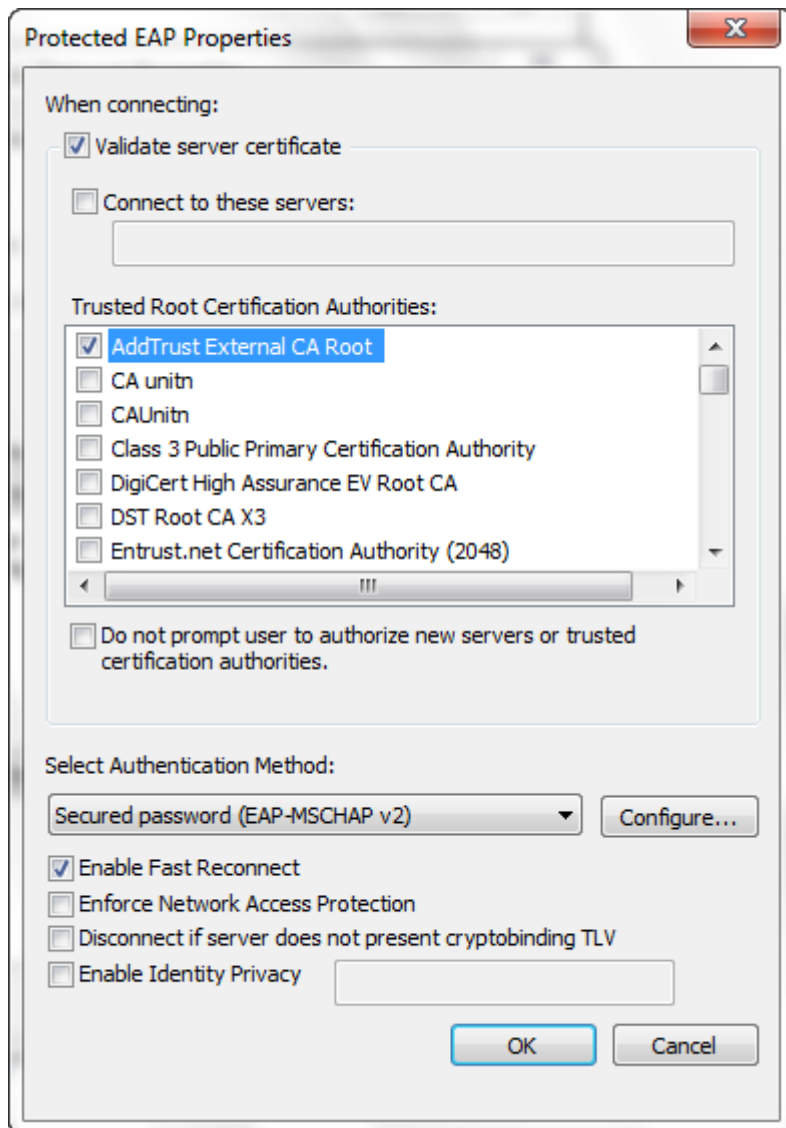 Protected EAP Properties
When connecting:
Validate server certificate
Connect to these servers:
Trusted Root Certification Authorities:
AddTrust External CA Root
CA unitn
CAUnitn
Class 3 Public Primary Certification Authority
DigiCert High Assurance EV Root CA
DST Root CA X3
Entrust.net Certification Authority (2048)
Do not prompt user to authorize new servers or trusted
certification authorities.
Select Authentication Method:
Secured password (EAP-MSCHAP v2)
Configure...
Enable Fast Reconnect
Enforce Network Access Protection
Disconnect if server does not present cryptobinding TLV
Enable Identity Privacy
OK
Cancel